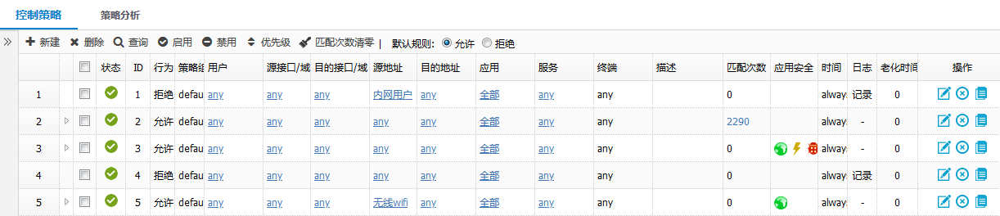 控制策略 策略分析
新建 删除 查询 启用 禁用 优先级 匹配次数清零 | 默认规则: 允许 拒绝
状态 ID 行为 策略组 用户 源接口/域 目的接口/域 源地址 目的地址 应用 服务 终端 描述 匹配次数 应用安全 时间 日志 老化时间 操作
1 1 拒绝 defau any any any 内网用户 any 全部 any any 0 always 记录 0
2 2 允许 defau any any any any any 全部 any any 2290 always - 0
3 3 允许 defau any any any any any 全部 any any 0 always - 0
4 4 拒绝 defau any any any any any 全部 any any 0 always 记录 0
5 5 允许 defau any any any 无线wifi any 全部 any any 0 always - 0